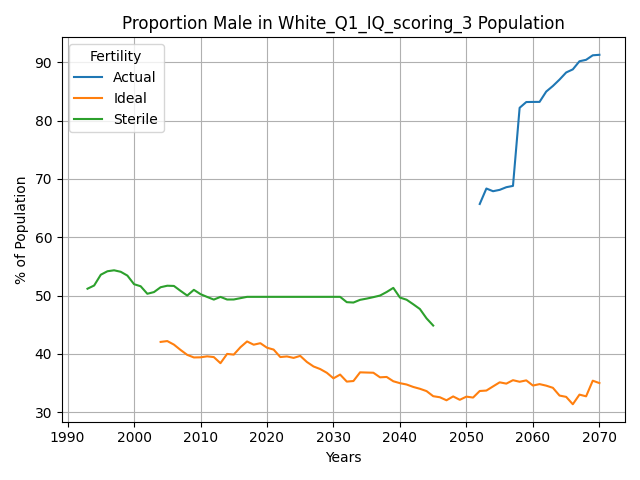 Proportion Male in White_Q1_IQ_scoring_3 Population
Fertility
Actual
Ideal
Sterile
% of Population
90
80
70
60
50
40
30
1990 2000 2010 2020 2030 2040 2050 2060 2070
Years